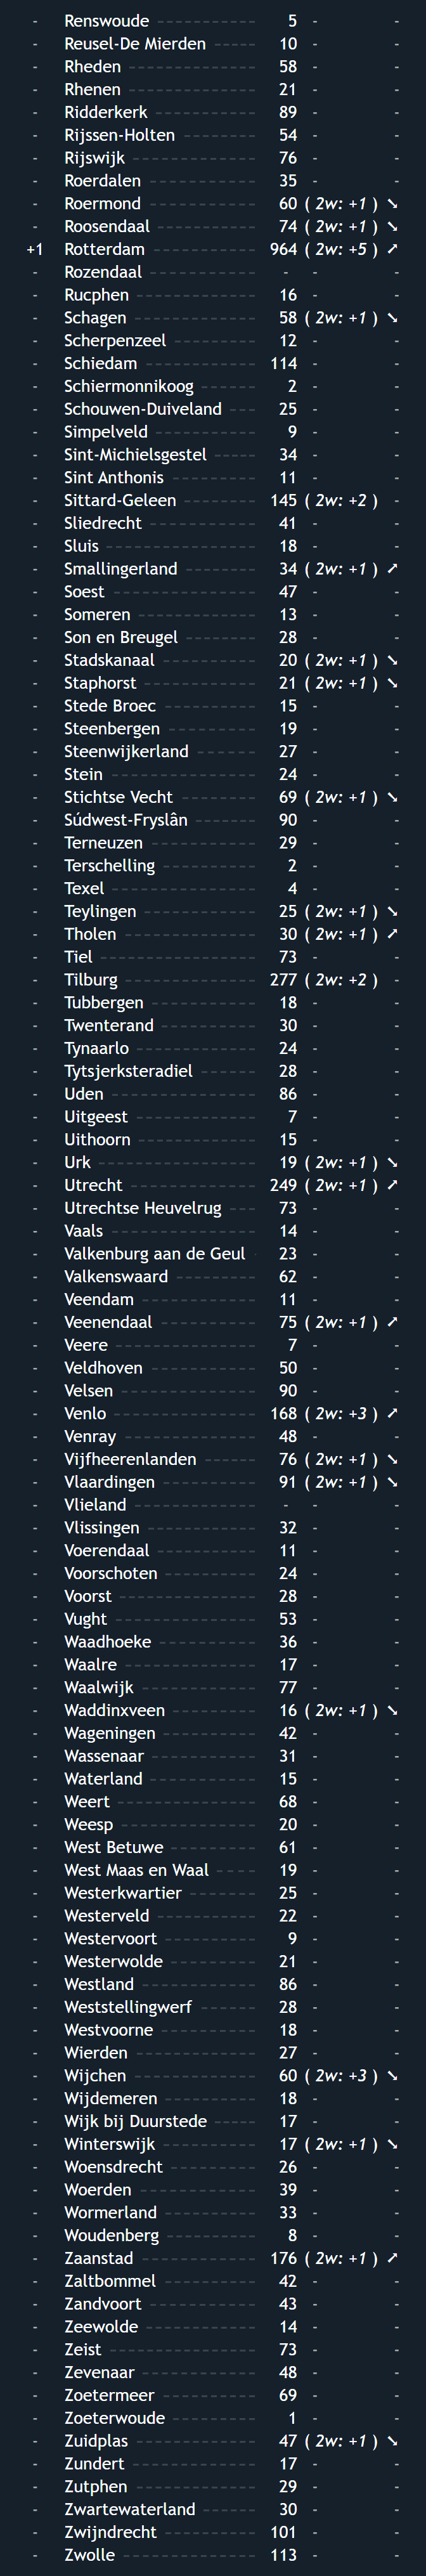 - Renswoude ------------ 5 - -
- Reusel-De Mierden ------- 10 - -
- Rheden --------------- 58 - -
- Rhenen --------------- 21 - -
- Ridderkerk ------------ 89 - -
- Rijssen-Holten ---------- 54 - -
- Rijswijk -------------- 76 - -
- Roerdalen ------------ 35 - -
- Roermond ------------ 60 ( 2w: +1 ) ➘
- Roosendaal ------------ 74 ( 2w: +1 ) ➘
+1 Rotterdam ------------ 964 ( 2w: +5 ) ➚
- Rozendaal ------------- - - -
- Rucphen -------------- 16 - -
- Schagen -------------- 58 ( 2w: +1 ) ➘
- Scherpenzeel ---------- 12 - -
- Schiedam ------------- 114 - -
- Schiermonnikoog ------- 2 - -
- Schouwen-Duiveland --- 25 - -
- Simpelveld ------------ 9 - -
- Sint-Michielsgestel ----- 34 - -
- Sint Anthonis ---------- 11 - -
- Sittard-Geleen --------- 145 ( 2w: +2 ) -
- Sliedrecht ------------ 41 - -
- Sluis ----------------- 18 - -
- Smallingerland --------- 34 ( 2w: +1 ) ➚
- Soest ---------------- 47 - -
- Someren ------------- 13 - -
- Son en Breugel --------- 28 - -
- Stadskanaal ----------- 20 ( 2w: +1 ) ➘
- Staphorst ------------- 21 ( 2w: +1 ) ➘
- Stede Broec ----------- 15 - -
- Steenbergen ----------- 19 - -
- Steenwijkerland ------- 27 - -
- Stein ---------------- 24 - -
- Stichtse Vecht --------- 69 ( 2w: +1 ) ➘
- Súdwest-Fryslân ------- 90 - -
- Terneuzen ------------ 29 - -
- Terschelling ----------- 2 - -
- Texel ---------------- 4 - -
- Teylingen ------------- 25 ( 2w: +1 ) ➘
- Tholen --------------- 30 ( 2w: +1 ) ➚
- Tiel ------------------ 73 - -
- Tilburg --------------- 277 ( 2w: +2 ) -
- Tubbergen ------------ 18 - -
- Twenterand ----------- 30 - -
- Tynaarlo ------------- 24 - -
- Tytsjerksteradiel ------ 28 - -
- Uden ---------------- 86 - -
- Uitgeest -------------- 7 - -
- Uithoorn ------------- 15 - -
- Urk ------------------ 19 ( 2w: +1 ) ➘
- Utrecht -------------- 249 ( 2w: +1 ) ➚
- Utrechtse Heuvelrug --- 73 - -
- Vaals ---------------- 14 - -
- Valkenburg aan de Geul - 23 - -
- Valkenswaard ---------- 62 - -
- Veendam ------------- 11 - -
- Veenendaal ----------- 75 ( 2w: +1 ) ➚
- Veere ---------------- 7 - -
- Veldhoven ------------ 50 - -
- Velsen --------------- 90 - -
- Venlo ---------------- 168 ( 2w: +3 ) ➚
- Venray --------------- 48 - -
- Vijfheerenlanden ------- 76 ( 2w: +1 ) ➘
- Vlaardingen ----------- 91 ( 2w: +1 ) ➘
- Vlieland -------------- - - -
- Vlissingen ------------ 32 - -
- Voerendaal ----------- 11 - -
- Voorschoten ---------- 24 - -
- Voorst --------------- 28 - -
- Vught ---------------- 53 - -
- Waadhoeke ----------- 36 - -
- Waalre --------------- 17 - -
- Waalwijk ------------- 77 - -
- Waddinxveen ---------- 16 ( 2w: +1 ) ➘
- Wageningen ---------- 42 - -
- Wassenaar ------------ 31 - -
- Waterland ------------ 15 - -
- Weert --------------- 68 - -
- Weesp --------------- 20 - -
- West Betuwe ---------- 61 - -
- West Maas en Waal ---- 19 - -
- Westerkwartier -------- 25 - -
- Westerveld ----------- 22 - -
- Westervoort ---------- 9 - -
- Westerwolde ---------- 21 - -
- Westland ------------- 86 - -
- Weststellingwerf ------ 28 - -
- Westvoorne ----------- 18 - -
- Wierden ------------- 27 - -
- Wijchen -------------- 60 ( 2w: +3 ) ➘
- Wijdemeren ---------- 18 - -
- Wijk bij Duurstede ----- 17 - -
- Winterswijk ----------- 17 ( 2w: +1 ) ➘
- Woensdrecht ---------- 26 - -
- Woerden ------------- 39 - -
- Wormerland ---------- 33 - -
- Woudenberg ---------- 8 - -
- Zaanstad ------------- 176 ( 2w: +1 ) ➚
- Zaltbommel ----------- 42 - -
- Zandvoort ------------ 43 - -
- Zeewolde ------------- 14 - -
- Zeist ---------------- 73 - -
- Zevenaar ------------- 48 - -
- Zoetermeer ----------- 69 - -
- Zoeterwoude ---------- 1 - -
- Zuidplas -------------- 47 ( 2w: +1 ) ➘
- Zundert -------------- 17 - -
- Zutphen -------------- 29 - -
- Zwartewaterland ------ 30 - -
- Zwijndrecht ----------- 101 - -
- Zwolle --------------- 113 - -